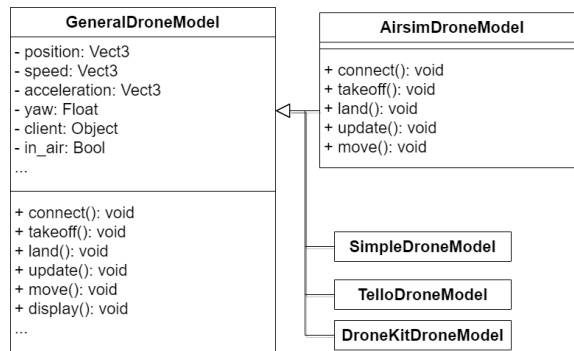 GeneralDroneModel
- position: Vect3
- speed: Vect3
- acceleration: Vect3
- yaw: Float
- client: Object
- in_air: Bool
...
+ connect(): void
+ takeoff(): void
+ land(): void
+ update(): void
+ move(): void
+ display(): void
...
AirsimDroneModel
+ connect(): void
+ takeoff(): void
+ land(): void
+ update(): void
+ move(): void
SimpleDroneModel
TelloDroneModel
DroneKitDroneModel